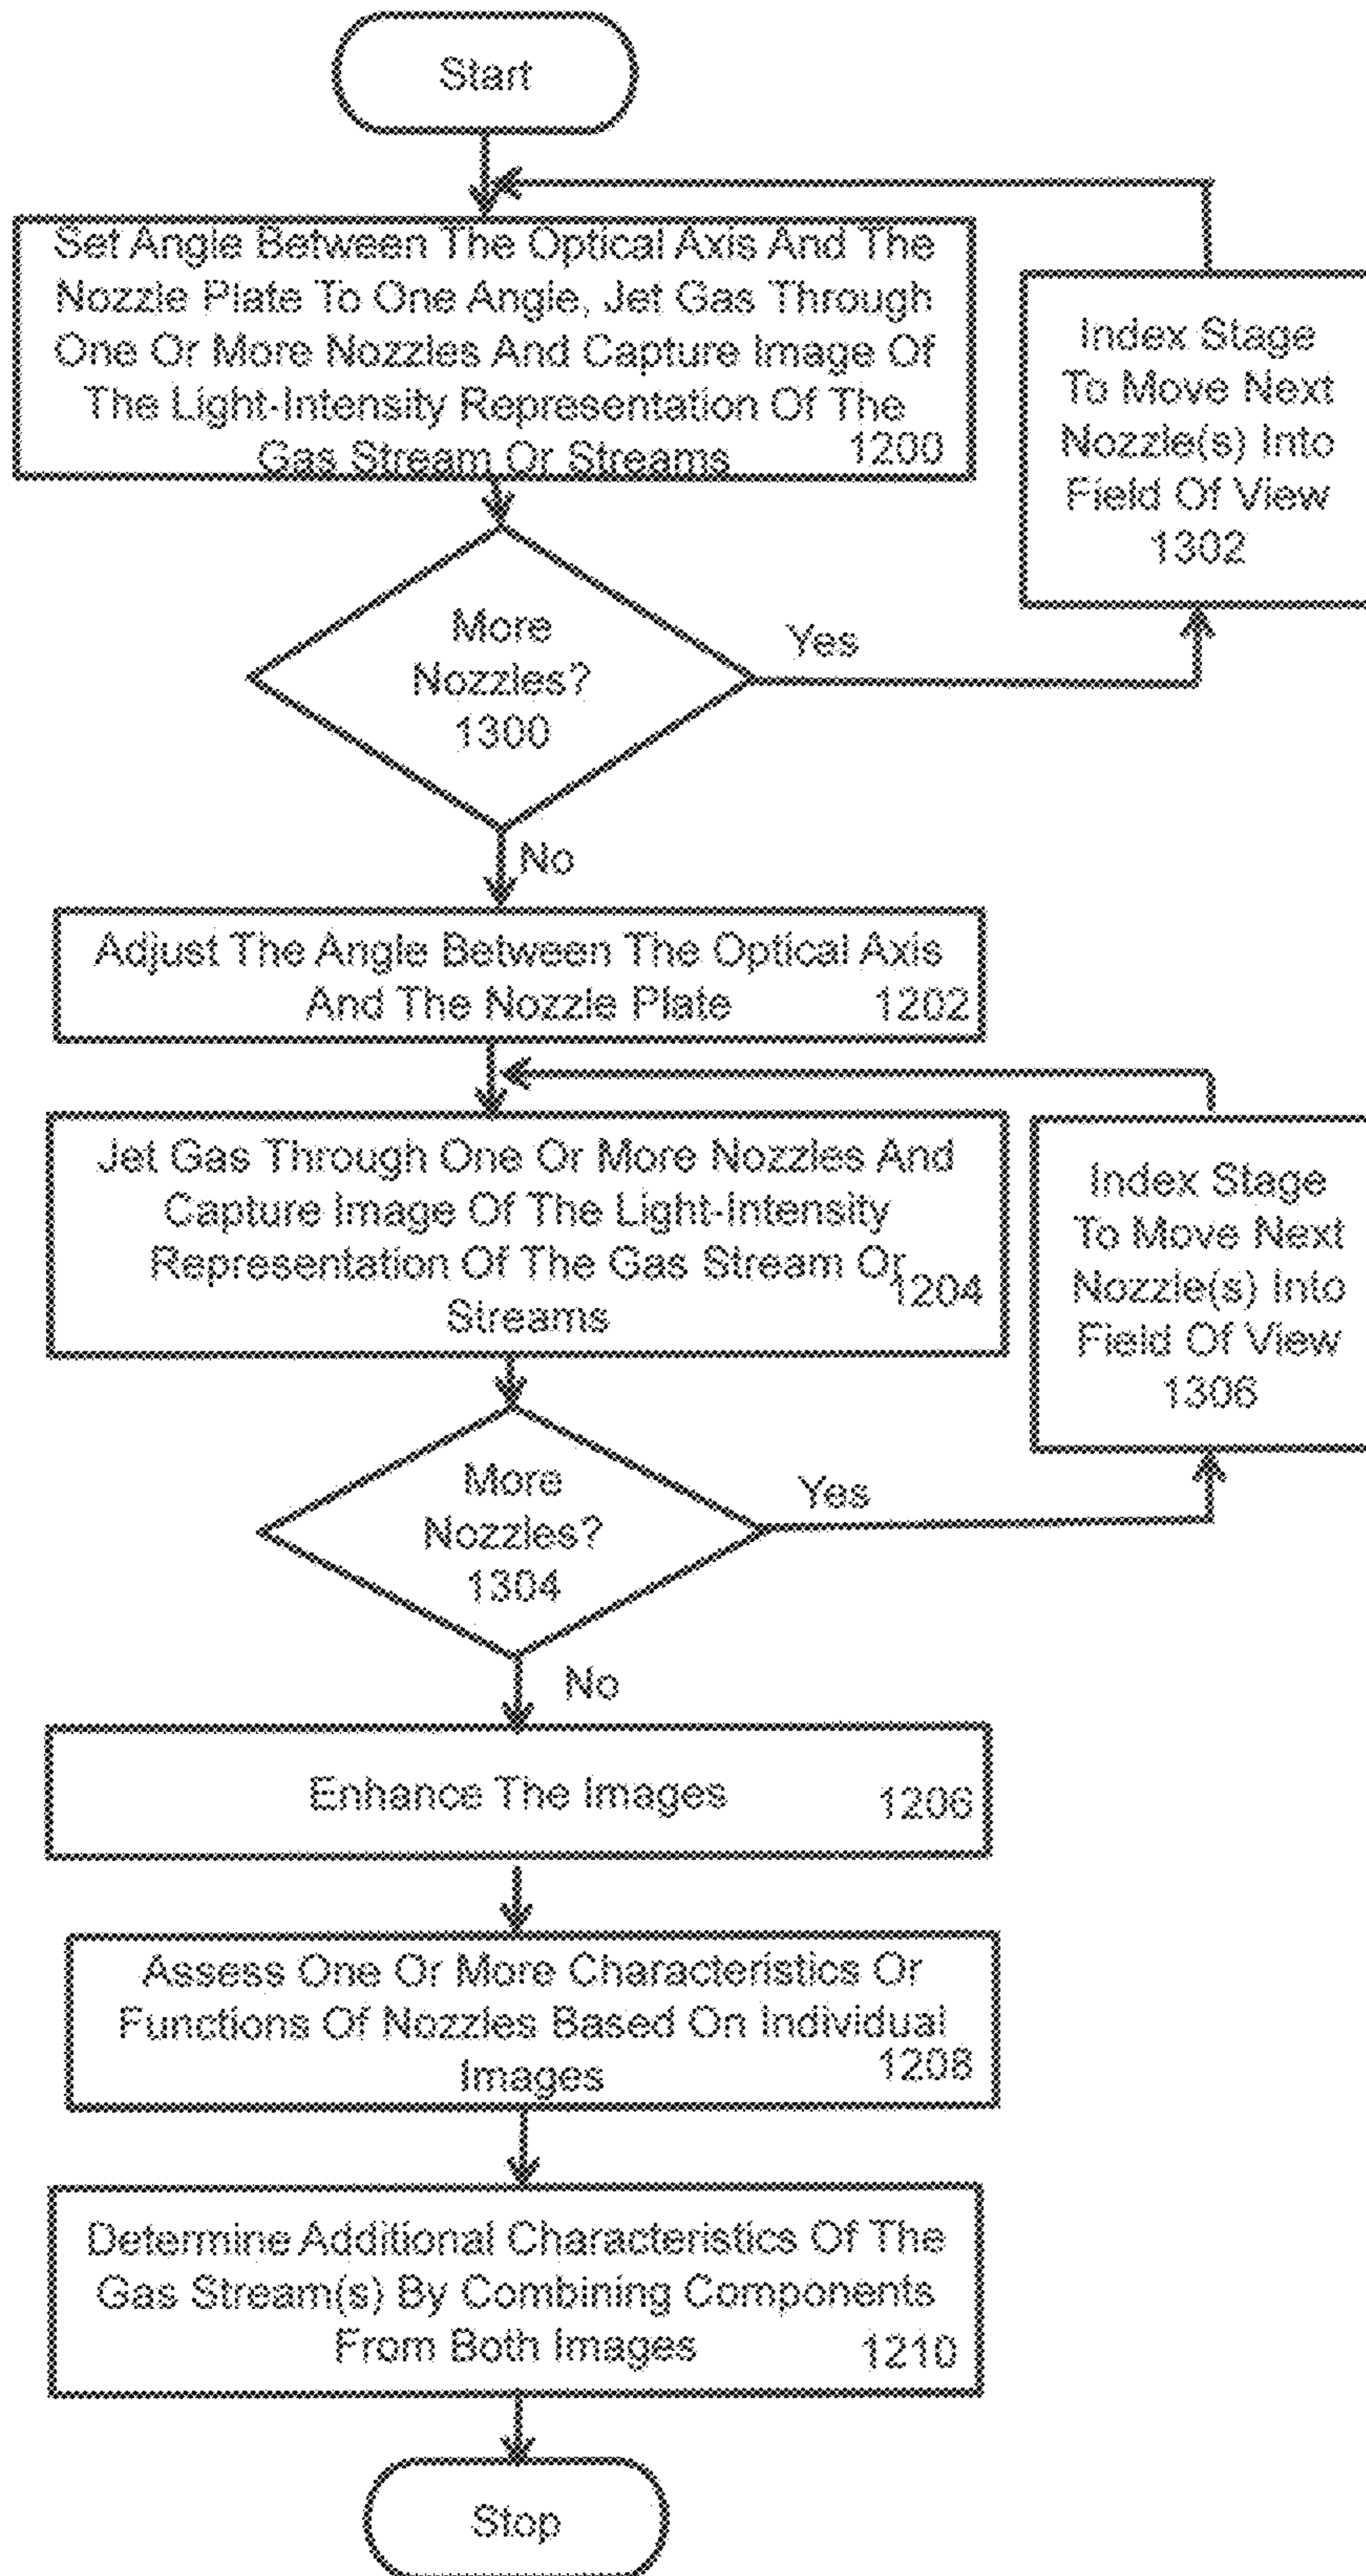 Start
Set Angle Between The Optical Axis And The
Nozzle Plate To One Angle, Jet Gas Through
One Or More Nozzles And Capture Image Of
The Light-Intensity Representation Of The
Gas Stream Or Streams 1200
Index Stage
To Move Next
Nozzle(s) Into
Field Of View
1302
More
Nozzles?
1300
Yes
No
Adjust The Angle Between The Optical Axis
And The Nozzle Plate 1202
Jet Gas Through One Or More Nozzles And
Capture Image Of The Light-Intensity
Representation Of The Gas Stream Or
1204
Streams
Index Stage
To Move Next
Nozzle(s) Into
Field Of View
1306
More
Nozzles?
1304
Yes
No
Enhance The Images 1206
Assess One Or More Characteristics Or
Functions Of Nozzles Based On Individual
Images 1208
Determine Additional Characteristics Of The
Gas Stream(s) By Combining Components
From Both Images 1210
Stop